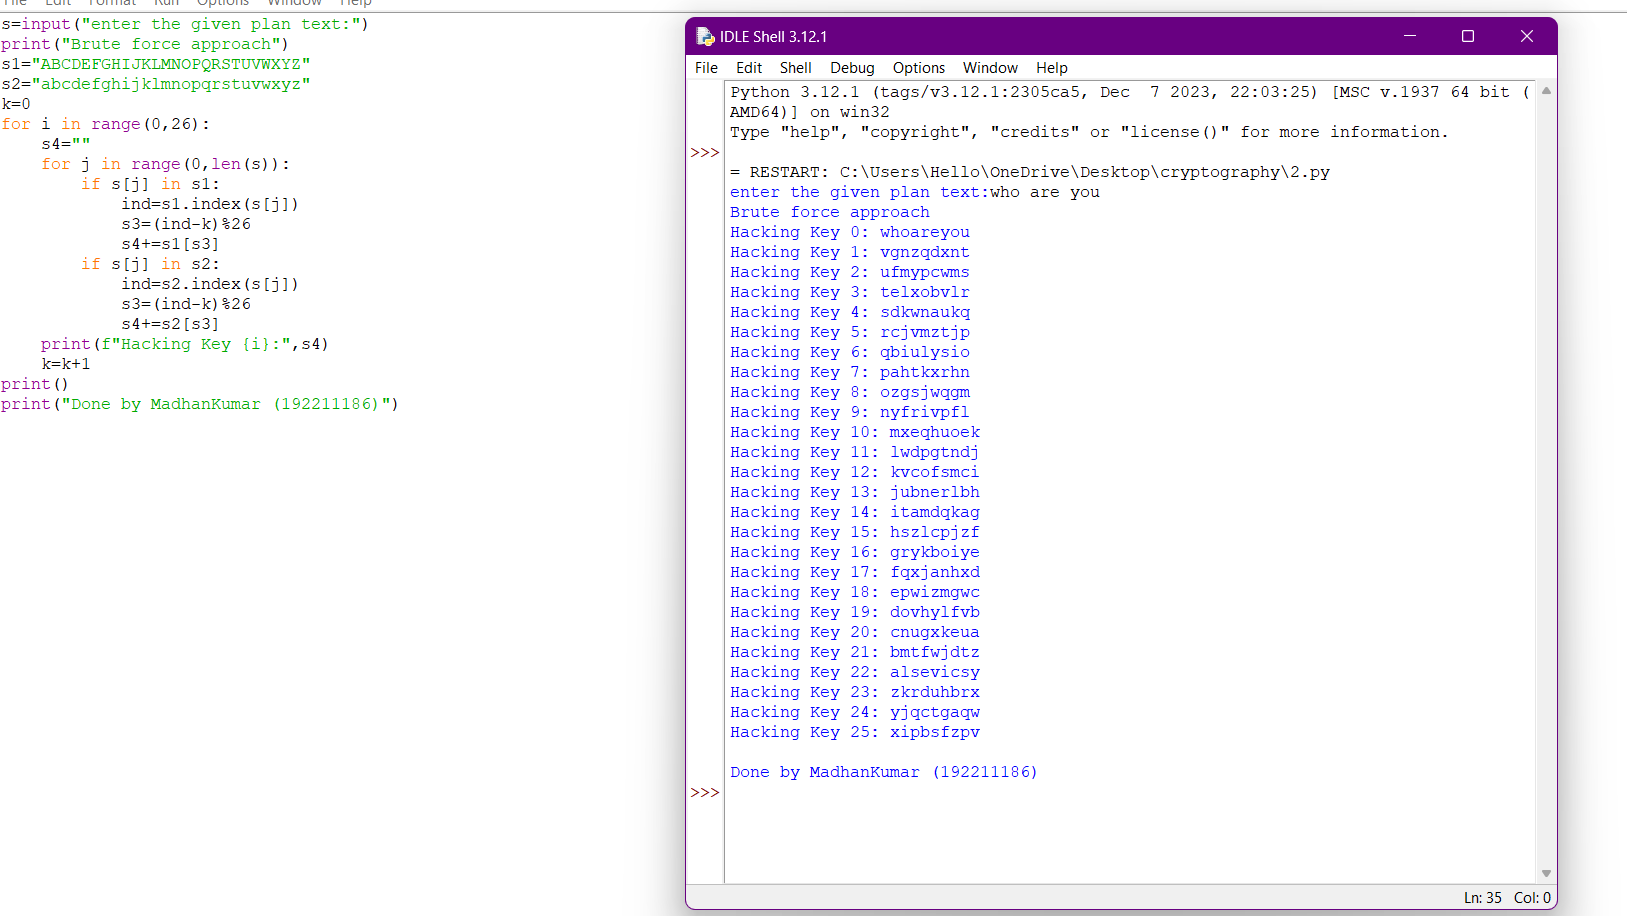 File Edit Format Run Options Window Help
s=input("enter the given plan text:")
print("Brute force approach")
s1="ABCDEFGHIJKLMNOPQRSTUVWXYZ"
s2="abcdefghijklmnopqrstuvwxyz"
k=0
for i in range(0,26):
    s4=""
    for j in range(0,len(s)):
        if s[j] in s1:
            ind=s1.index(s[j])
            s3=(ind-k)%26
            s4+=s1[s3]
        if s[j] in s2:
            ind=s2.index(s[j])
            s3=(ind-k)%26
            s4+=s2[s3]
    print(f"Hacking Key {i}:",s4)
    k=k+1
print()
print("Done by MadhanKumar (192211186)")
IDLE Shell 3.12.1
File Edit Shell Debug Options Window Help
Python 3.12.1 (tags/v3.12.1:2305ca5, Dec  7 2023, 22:03:25) [MSC v.1937 64 bit (
AMD64)] on win32
Type "help", "copyright", "credits" or "license()" for more information.
>>>
= RESTART: C:\Users\Hello\OneDrive\Desktop\cryptography\2.py
enter the given plan text:who are you
Brute force approach
Hacking Key 0: whoareyou
Hacking Key 1: vgnzqdxnt
Hacking Key 2: ufmypcwms
Hacking Key 3: telxobvlr
Hacking Key 4: sdkwnaukq
Hacking Key 5: rcjvmztjp
Hacking Key 6: qbiulysio
Hacking Key 7: pahtkxrhn
Hacking Key 8: ozgsjwqgm
Hacking Key 9: nyfrivpfl
Hacking Key 10: mxeqhuoek
Hacking Key 11: lwdpgtndj
Hacking Key 12: kvcofsmci
Hacking Key 13: jubnerlbh
Hacking Key 14: itamdqkag
Hacking Key 15: hszlcpjzf
Hacking Key 16: grykboiye
Hacking Key 17: fqxjanhxd
Hacking Key 18: epwizmgwc
Hacking Key 19: dovhylfvb
Hacking Key 20: cnugxkeua
Hacking Key 21: bmtfwjdtz
Hacking Key 22: alsevicsy
Hacking Key 23: zkrduhbrx
Hacking Key 24: yjqctgaqw
Hacking Key 25: xipbsfzpv
Done by MadhanKumar (192211186)
>>>
Ln: 35 Col: 0